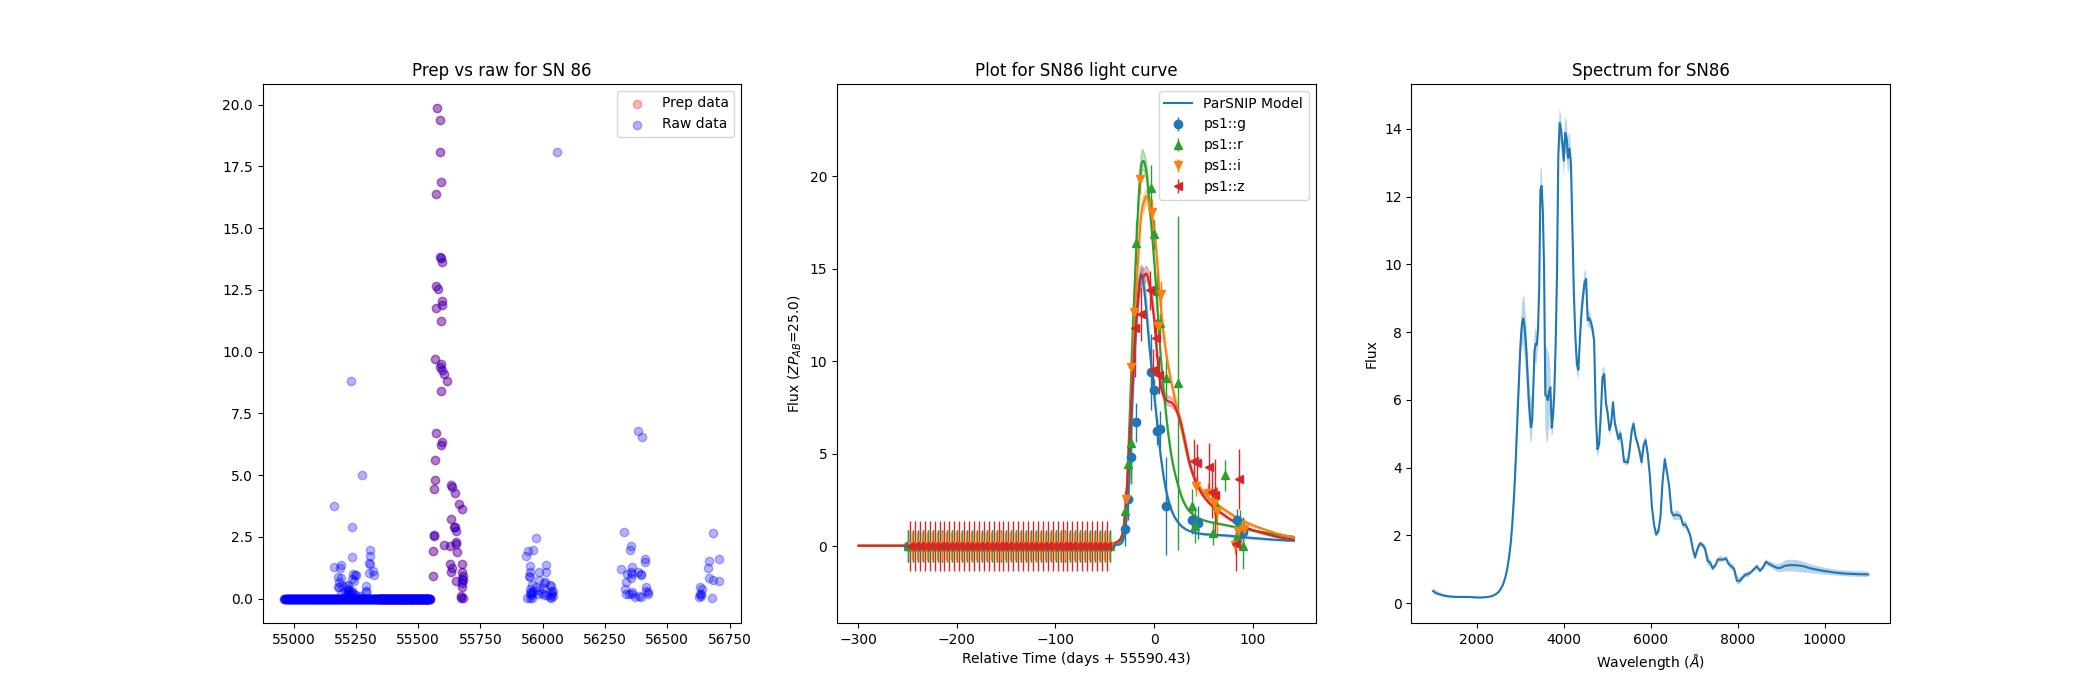 Prep vs raw for SN 86
20.0
17.5
15.0
12.5
10.0
7.5
5.0
2.5
0.0
55000
55250
55500
55750
56000
56250
56500
56750
Prep data
Raw data
Plot for SN86 light curve
Flux (ZP_AB=25.0)
20
15
10
5
0
−300
−200
−100
0
100
Relative Time (days + 55590.43)
ParSNIP Model
ps1::g
ps1::r
ps1::i
ps1::z
Spectrum for SN86
Flux
14
12
10
8
6
4
2
0
2000
4000
6000
8000
10000
Wavelength (Å)